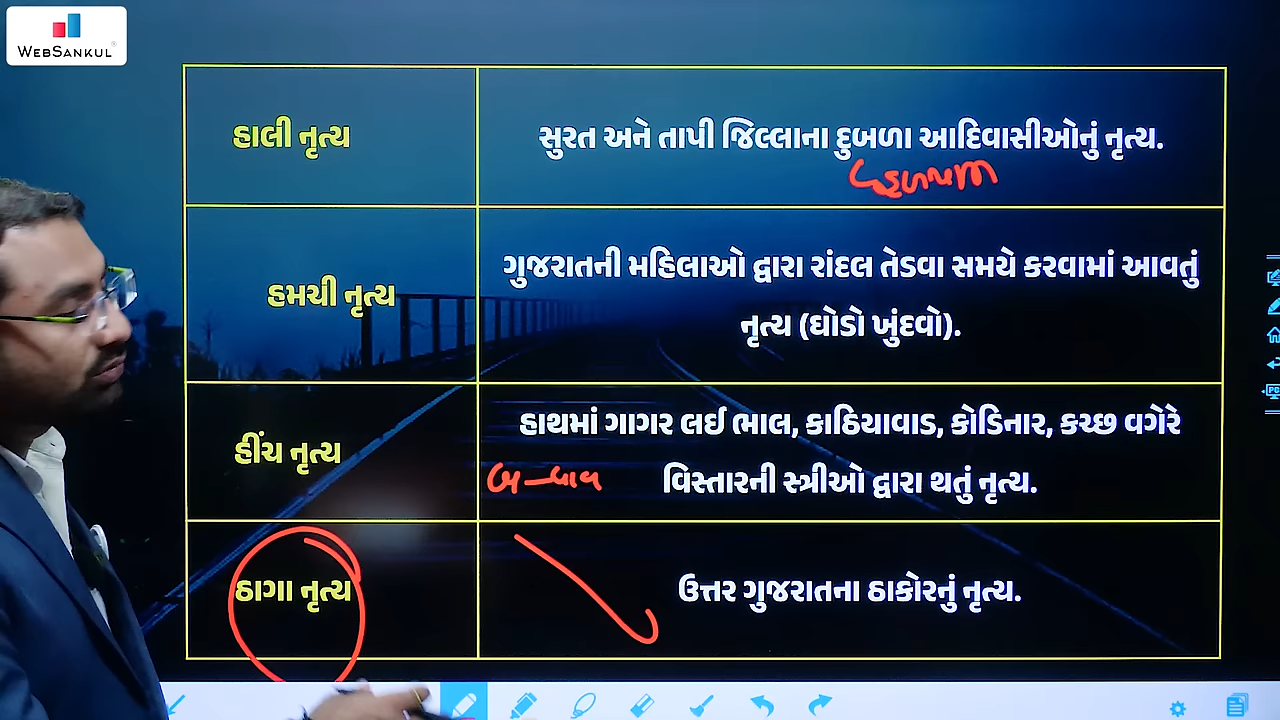 WEBSANKUL
હાલી નૃત્ય
સુરત અને તાપી જિલ્લાના દુબળા આદિવાસીઓનું નૃત્ય.
હમચી નૃત્ય
ગુજરાતની મહિલાઓ દ્વારા રાંદલ તેડવા સમયે કરવામાં આવતું
નૃત્ય (ઘોડો ખુંદવો).
હીંચ નૃત્ય
હાથમાં ગાગર લઈ ભાલ, કાઠિયાવાડ, કોડિનાર, કચ્છ વગેરે
વિસ્તારની સ્ત્રીઓ દ્વારા થતું નૃત્ય.
ઠાગા નૃત્ય
ઉત્તર ગુજરાતના ઠાકોરનું નૃત્ય.